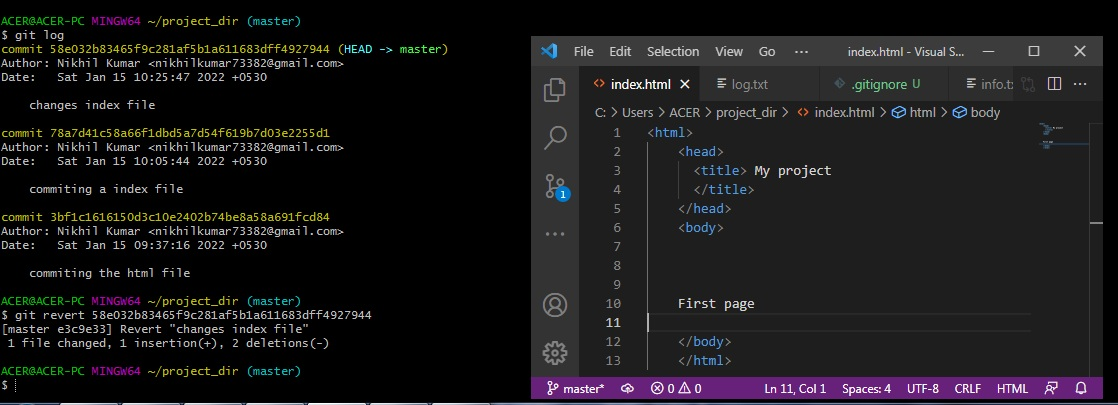 ACER@ACER-PC MINGW64 ~/project_dir (master)
$ git log
commit 58e032b83465f9c281af5b1a611683dff4927944 (HEAD -> master)
Author: Nikhil Kumar <nikhilkumar73382@gmail.com>
Date:   Sat Jan 15 10:25:47 2022 +0530
changes index file
commit 78a7d41c58a66f1dbd5a7d54f619b7d03e2255d1
Author: Nikhil Kumar <nikhilkumar73382@gmail.com>
Date:   Sat Jan 15 10:05:44 2022 +0530
commiting a index file
commit 3bf1c1616150d3c10e2402b74be8a58a691fcd84
Author: Nikhil Kumar <nikhilkumar73382@gmail.com>
Date:   Sat Jan 15 09:37:16 2022 +0530
commiting the html file
ACER@ACER-PC MINGW64 ~/project_dir (master)
$ git revert 58e032b83465f9c281af5b1a611683dff4927944
[master e3c9e33] Revert "changes index file"
1 file changed, 1 insertion(+), 2 deletions(-)
ACER@ACER-PC MINGW64 ~/project_dir (master)
$
File Edit Selection View Go ··· index.html - Visual S...
index.html log.txt .gitignore U info.tx
C: > Users > ACER > project_dir > index.html > html > body
1 <html>
2 <head>
3 <title> My project
4 </title>
5 </head>
6 <body>
7
8
9
10 First page
11
12 </body>
13 </html>
1
master* 0 0 Ln 11, Col 1 Spaces: 4 UTF-8 CRLF HTML